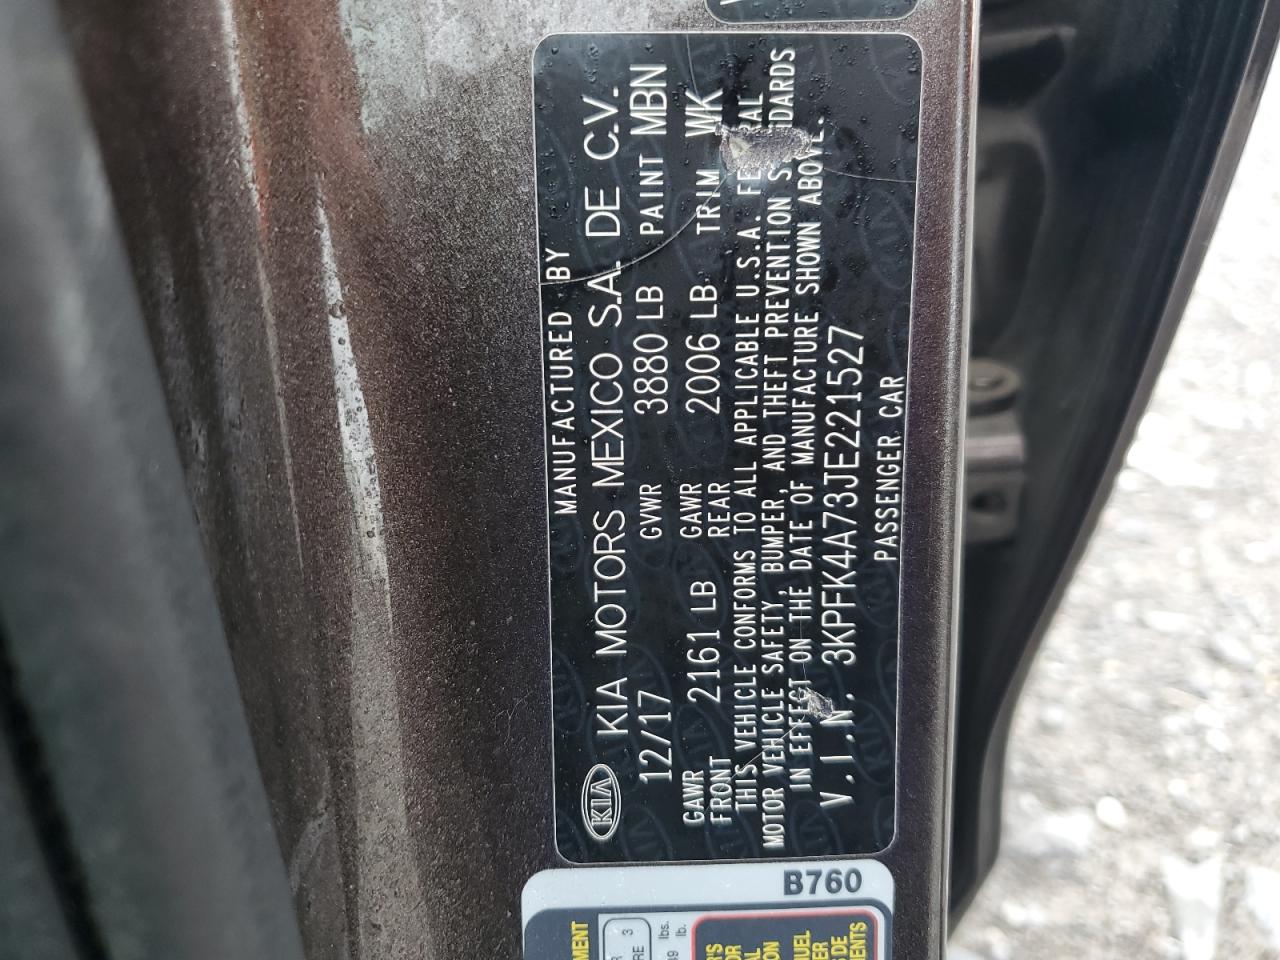 MANUFACTURED BY
KIA KIA MOTORS MEXICO S.A. DE C.V.
12/17 GVWR 3880 LB PAINT MBN
GAWR FRONT 2161 LB GAWR REAR 2006 LB TRIM WK
THIS VEHICLE CONFORMS TO ALL APPLICABLE U.S.A.
MOTOR VEHICLE SAFETY, BUMPER, AND THEFT PREVENTION
IN EFFECT ON THE DATE OF MANUFACTURE SHOWN ABOVE.
V.I.N. 3KPFK4A73JE221527
PASSENGER CAR
B760